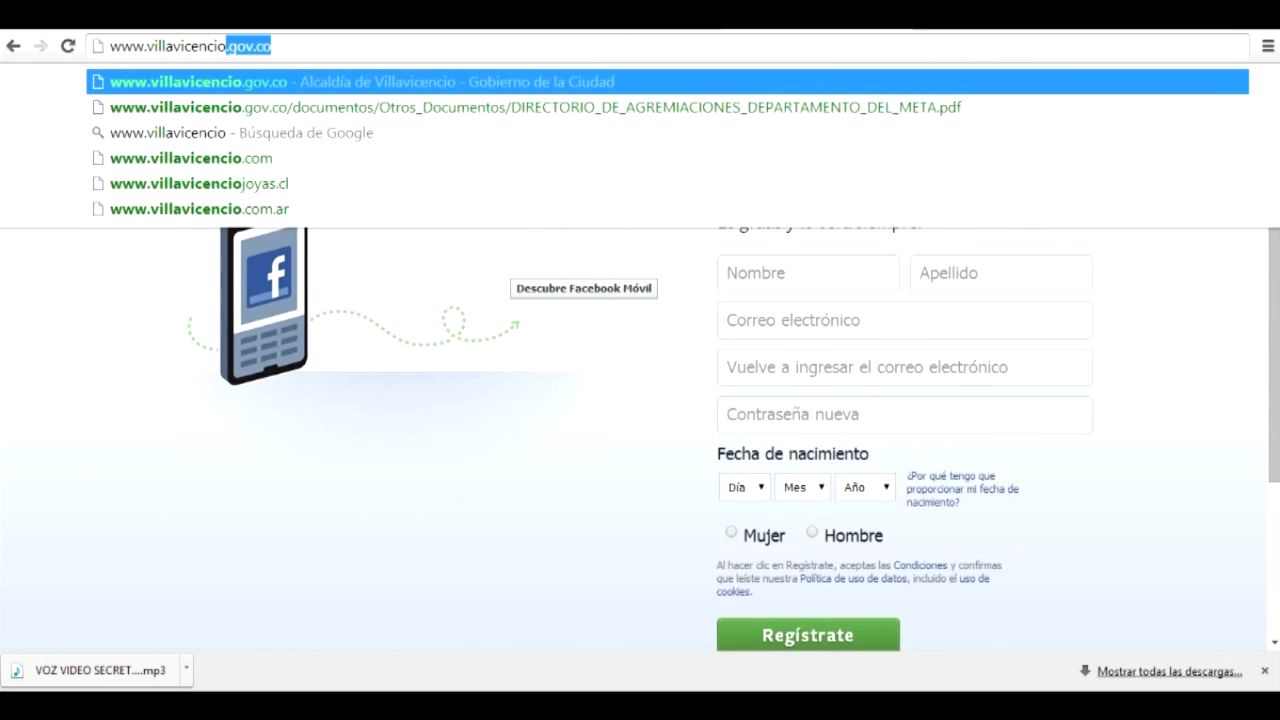 www.villavicencio.gov.co
www.villavicencio.gov.co - Alcaldía de Villavicencio - Gobierno de la Ciudad
www.villavicencio.gov.co/documentos/Otros_Documentos/DIRECTORIO_DE_AGREMIACIONES_DEPARTAMENTO_DEL_META.pdf
www.villavicencio - Búsqueda de Google
www.villavicencio.com
www.villavicenciojoyas.cl
www.villavicencio.com.ar
f
Descubre Facebook Móvil
Nombre Apellido
Correo electrónico
Vuelve a ingresar el correo electrónico
Contraseña nueva
Fecha de nacimiento
Día Mes Año
¿Por qué tengo que
proporcionar mi fecha de
nacimiento?
Mujer Hombre
Al hacer clic en Regístrate, aceptas las Condiciones y confirmas
que leíste nuestra Política de uso de datos, incluido el uso de
cookies.
Regístrate
VOZ VIDEO SECRET....mp3
Mostrar todas las descargas...